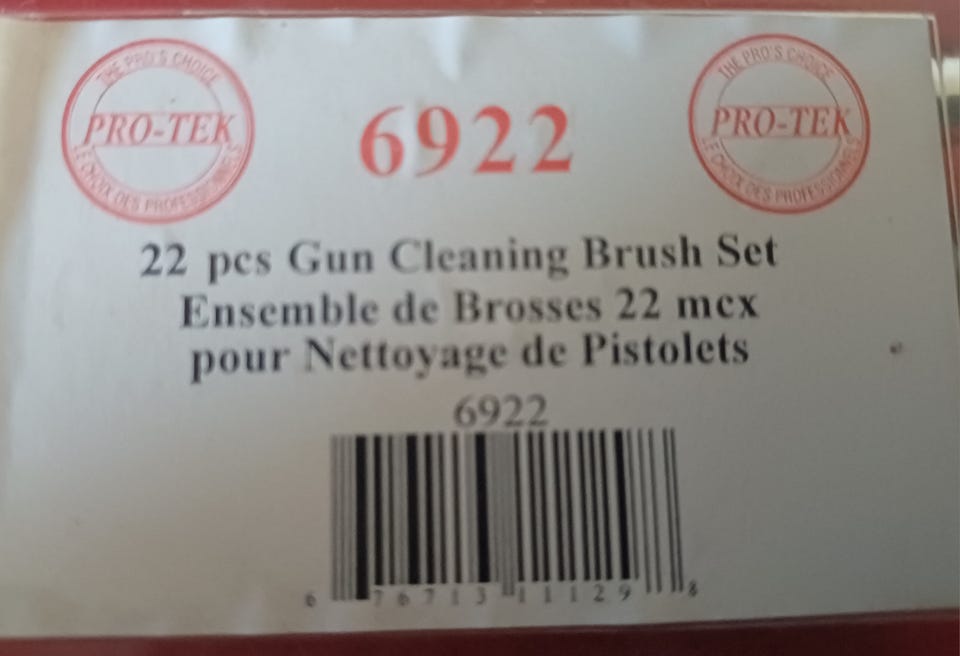 THE PRO'S CHOICE
PRO-TEK
LE CHOIX DES PROFESSIONNELS
6922
THE PRO'S CHOICE
PRO-TEK
LE CHOIX DES PROFESSIONNELS
22 pcs Gun Cleaning Brush Set
Ensemble de Brosses 22 mcx
pour Nettoyage de Pistolets
6922
6 76713 11129 8